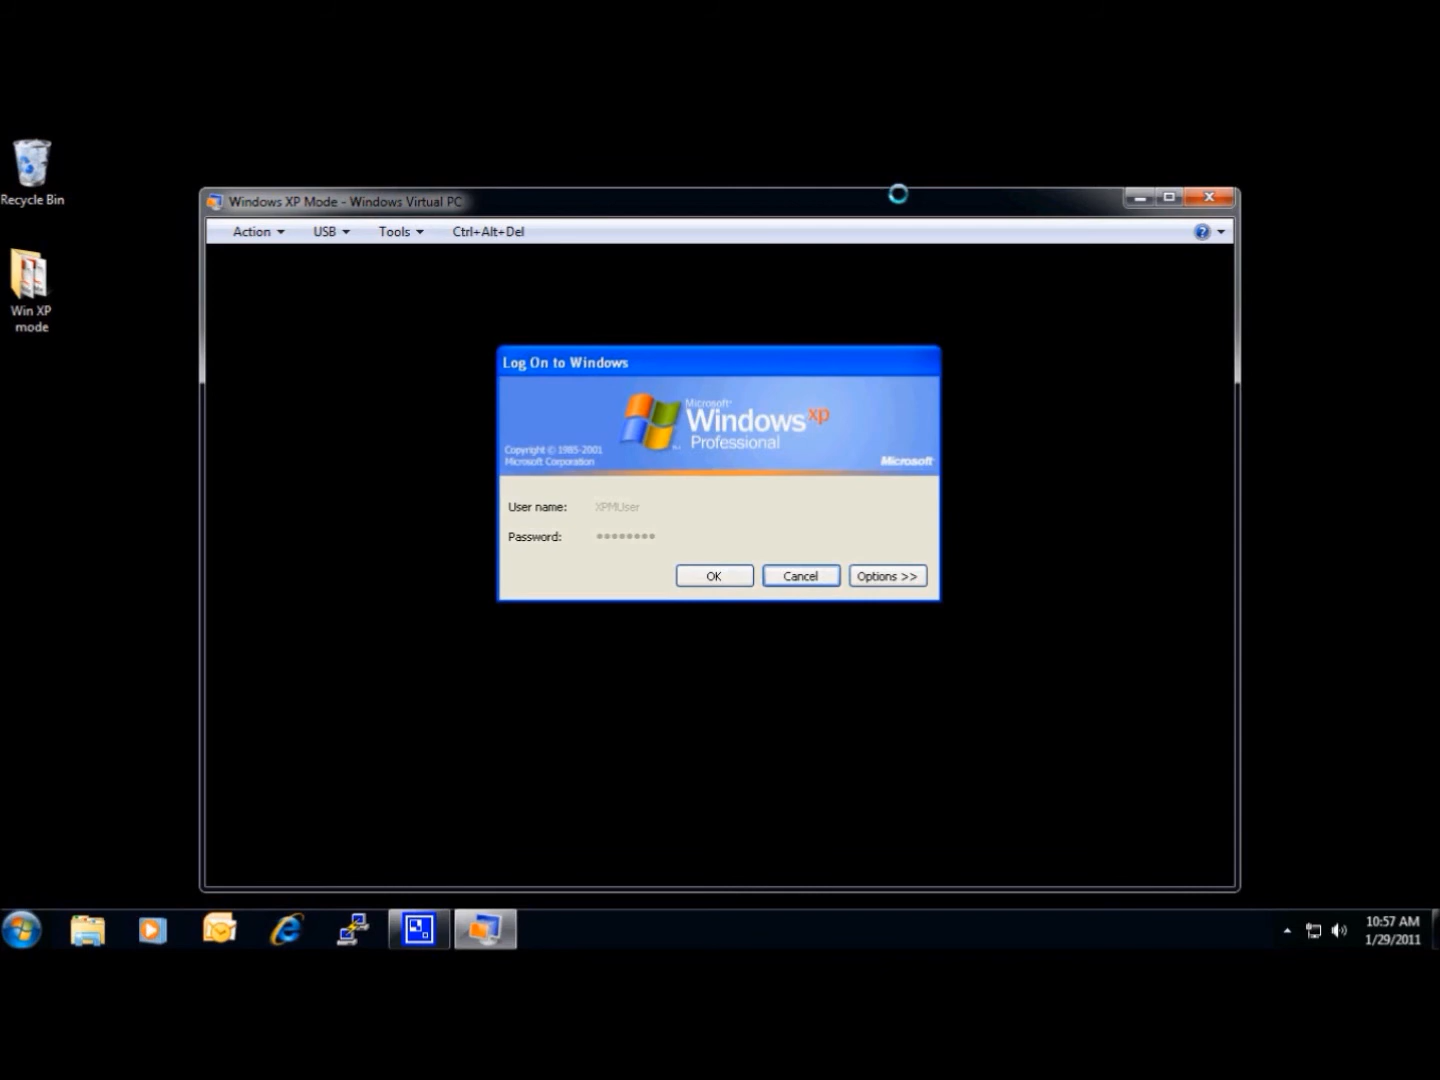 Recycle Bin
Win XP
mode
Windows XP Mode - Windows Virtual PC
Action
USB
Tools
Ctrl+Alt+Del
Log On to Windows
Microsoft
Windows xp
Professional
Copyright © 1985-2001
Microsoft Corporation
Microsoft
User name: XPMUser
Password: ••••••••
OK
Cancel
Options >>
10:57 AM
1/29/2011